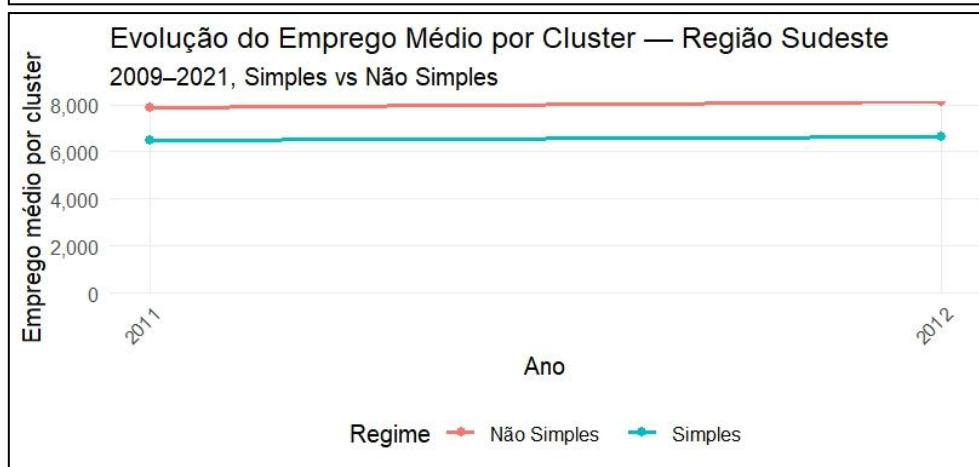 Evolução do Emprego Médio por Cluster — Região Sudeste
2009–2021, Simples vs Não Simples
Emprego médio por cluster
8,000
6,000
4,000
2,000
0
2011
2012
Ano
Regime
Não Simples
Simples